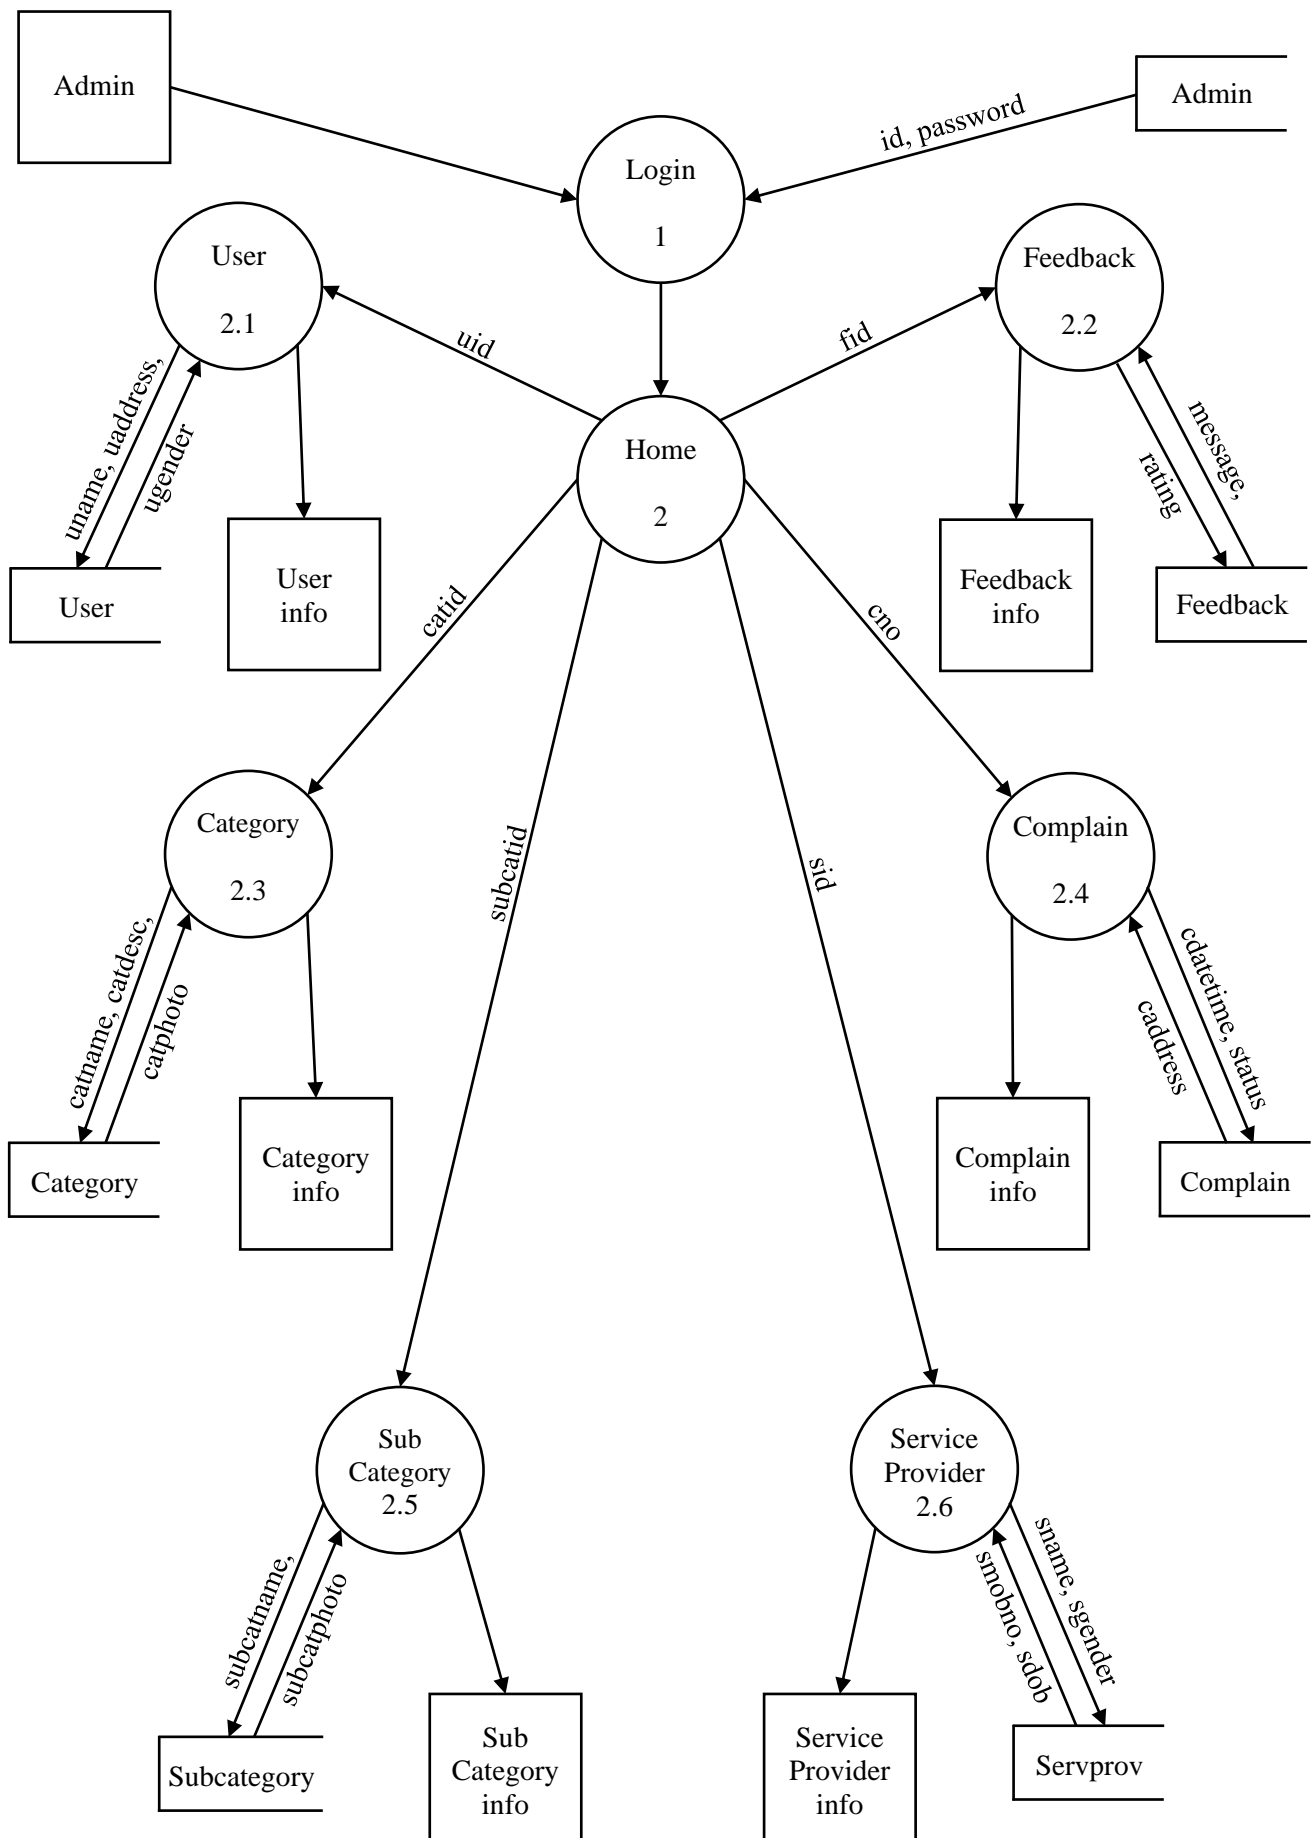 Admin
Admin
id, password
Login
1
User
2.1
Feedback
2.2
uid
fid
uname, uaddress,
ugender
message,
rating
Home
2
User
info
User
Feedback
info
Feedback
catid
cno
Category
2.3
Complain
2.4
subcatid
sid
catname, catdesc,
catphoto
cdatetime, status
caddress
Category
info
Category
Complain
info
Complain
Sub
Category
2.5
Service
Provider
2.6
subcatname,
subcatphoto
sname, sgender
smobno, sdob
Subcategory
Sub
Category
info
Service
Provider
info
Servprov